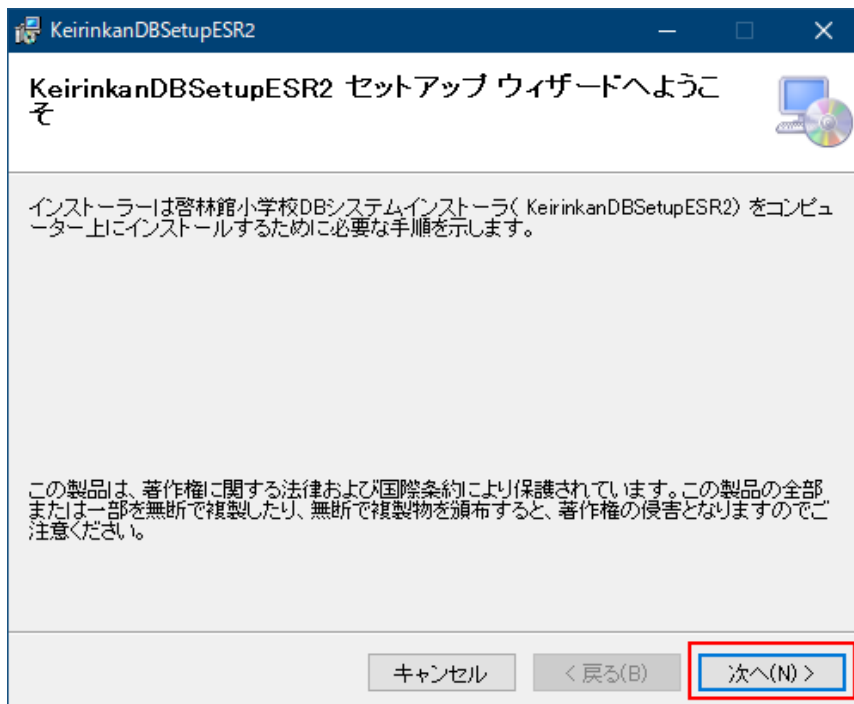 KeirinkanDBSetupESR2
KeirinkanDBSetupESR2 セットアップ ウィザードへようこ
そ
インストーラーは啓林館小学校DBシステムインストーラ( KeirinkanDBSetupESR2) をコンピュ
ーター上にインストールするために必要な手順を示します。
この製品は、著作権に関する法律および国際条約により保護されています。この製品の全部
または一部を無断で複製したり、無断で複製物を頒布すると、著作権の侵害となりますのでご
注意ください。
キャンセル
< 戻る(B)
次へ(N) >